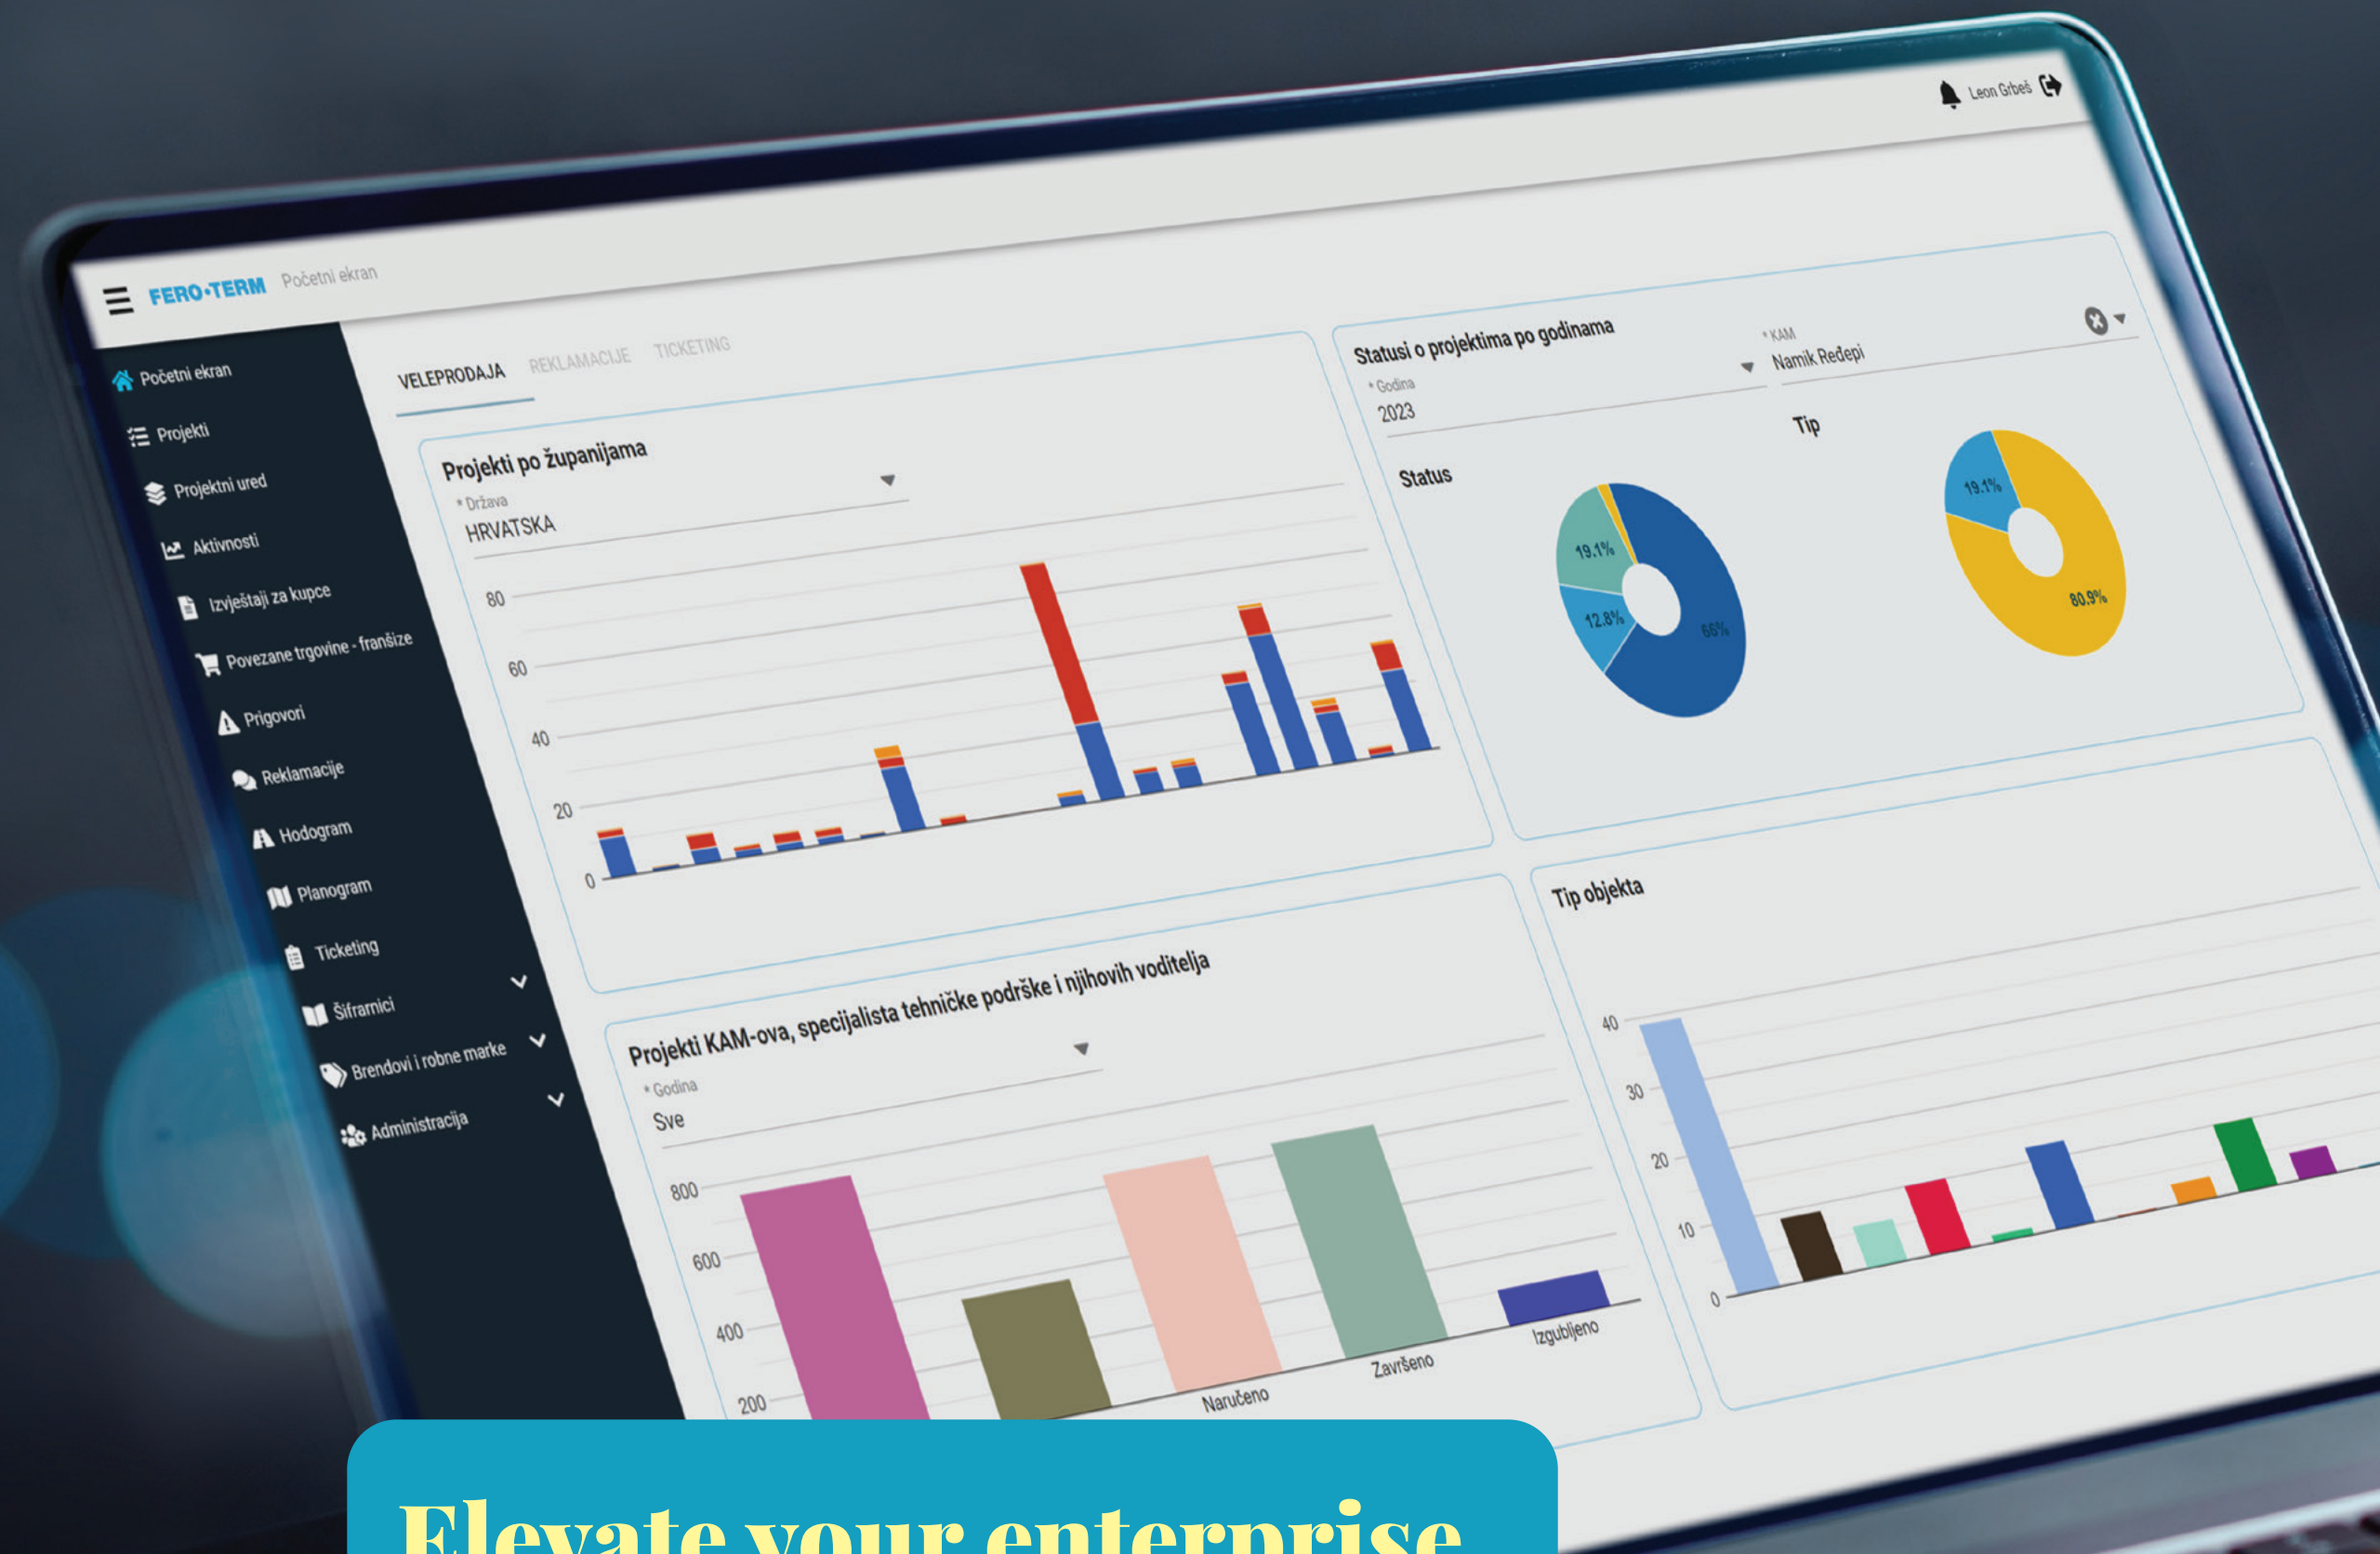 FERO•TERM Početni ekran
Leon Grbeš
Početni ekran
Projekti
Projektni ured
Aktivnosti
Izvještaji za kupce
Povezane trgovine - franšize
Prigovori
Reklamacije
Hodogram
Planogram
Ticketing
Šifrarnici
Brendovi i robne marke
Administracija
VELEPRODAJA REKLAMACIJE TICKETING
Projekti po županijama
* Država
HRVATSKA
80
60
40
20
0
Statusi o projektima po godinama
* Godina
2023
* KAM
Namik Ređepi
Status
19.1%
12.8%
66%
Tip
19.1%
80.9%
Projekti KAM-ova, specijalista tehničke podrške i njihovih voditelja
* Godina
Sve
800
600
400
200
Naručeno
Završeno
Izgubljeno
Tip objekta
40
30
20
10
0
Elevate your enterprise